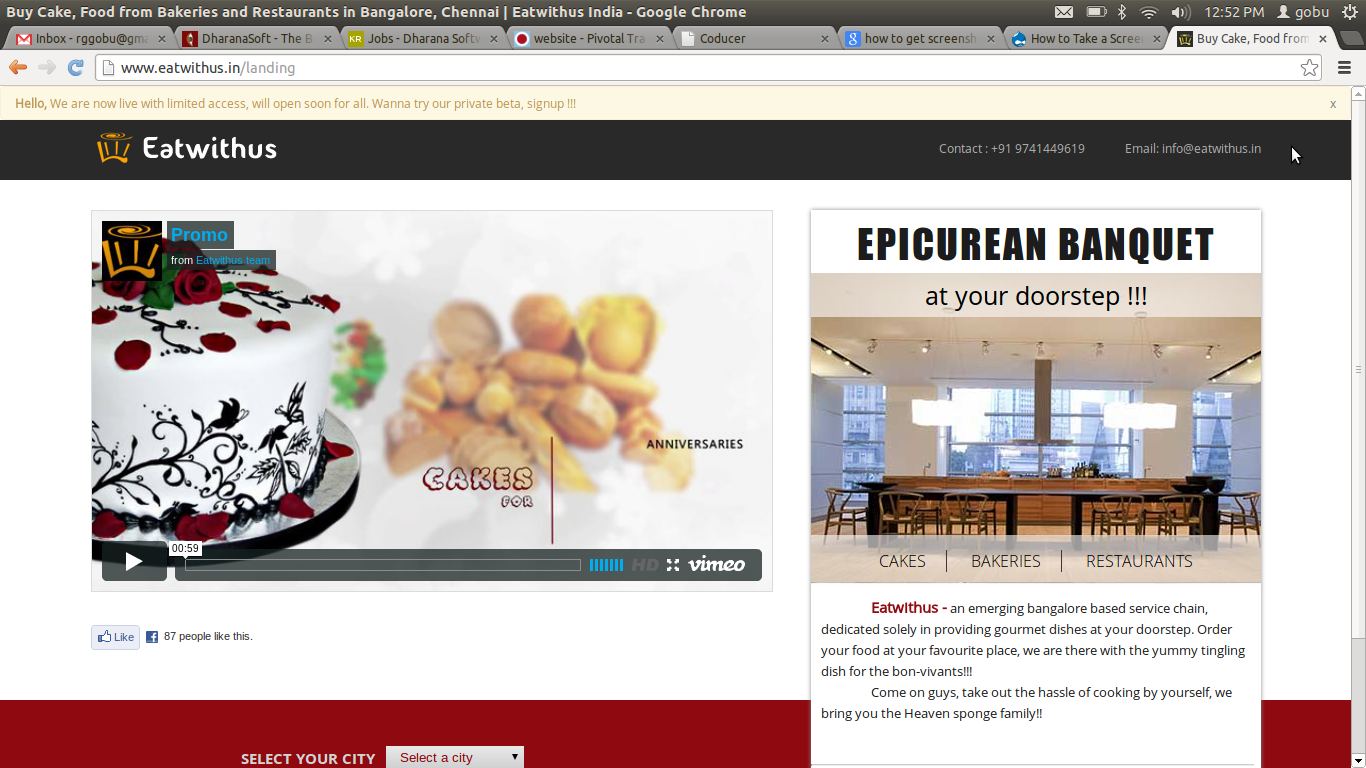 Buy Cake, Food from Bakeries and Restaurants in Bangalore, Chennai | Eatwithus India - Google Chrome
12:52 PM gobu
Inbox - rggobu@gma
DharanaSoft - The B
KR Jobs - Dharana Softw
website - Pivotal Tra
Coducer
how to get screensh
How to Take a Scree
Buy Cake, Food from
www.eatwithus.in/landing
Hello, We are now live with limited access, will open soon for all. Wanna try our private beta, signup !!! x
Eatwithus
Contact : +91 9741449619 Email: info@eatwithus.in
Promo
from Eatwithus team
ANNIVERSARIES
CAKES
FOR
00:59
HD vimeo
Like 87 people like this.
EPICUREAN BANQUET
at your doorstep !!!
CAKES BAKERIES RESTAURANTS
Eatwithus - an emerging bangalore based service chain,
dedicated solely in providing gourmet dishes at your doorstep. Order
your food at your favourite place, we are there with the yummy tingling
dish for the bon-vivants!!!
Come on guys, take out the hassle of cooking by yourself, we
bring you the Heaven sponge family!!
SELECT YOUR CITY Select a city